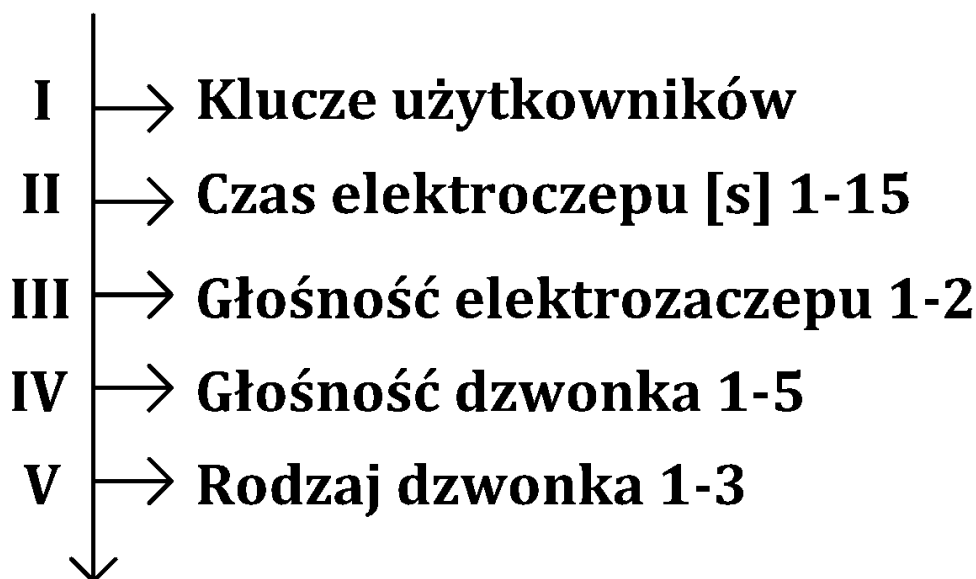 I Klucze użytkowników
II Czas elektroczepu [s] 1-15
III Głośność elektrozaczepu 1-2
IV Głośność dzwonka 1-5
V Rodzaj dzwonka 1-3